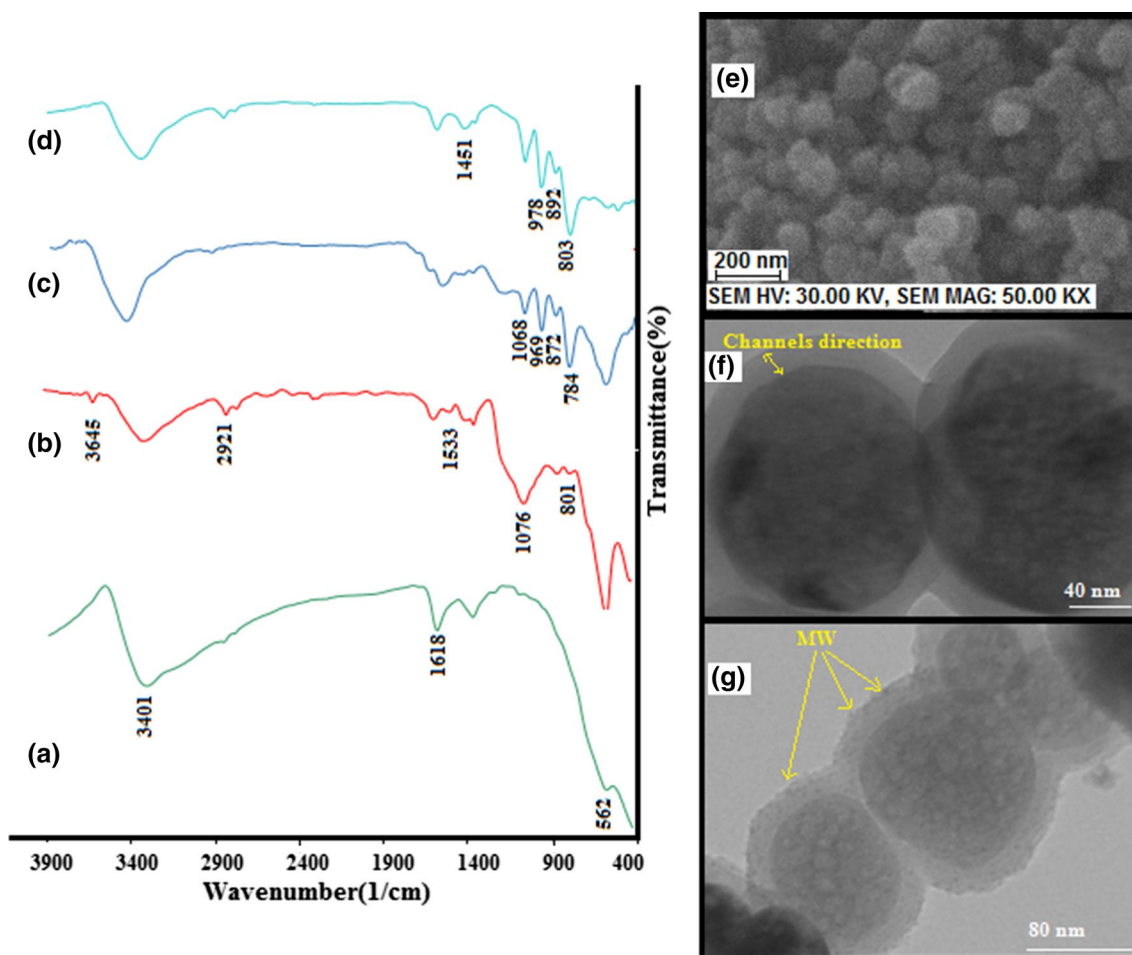 (d)
1451
978
892
803
(c)
1068
969
872
784
(b)
3645
2921
1533
1076
801
(a)
3401
1618
562
3900 3400 2900 2400 1900 1400 900 400
Wavenumber(1/cm)
Transmittance(%)
(e)
200 nm
SEM HV: 30.00 KV, SEM MAG: 50.00 KX
(f)
Channels direction
40 nm
(g)
MW
80 nm